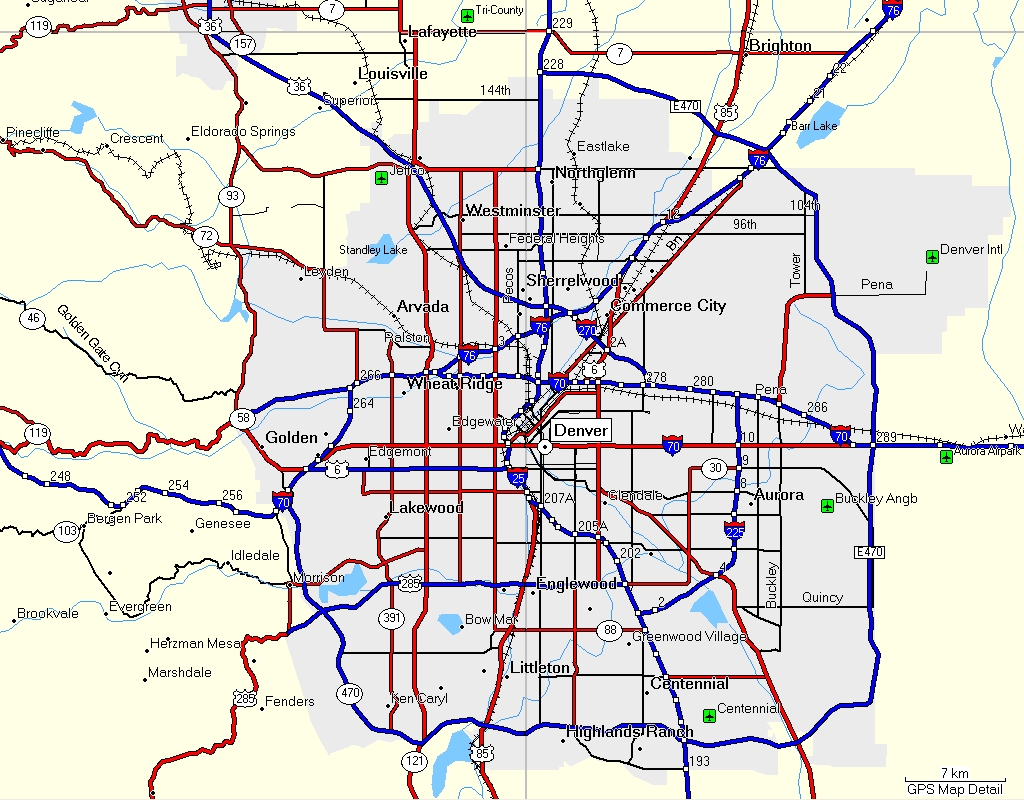 Sugarloaf
119
36
157
7
Tri-County
Lafayette
229
76
7
Brighton
Louisville
228
22
36
Superior
144th
E470
85
21
Barr Lake
Pinecliffe
Crescent
Eldorado Springs
Eastlake
76
Jeffco
Northglenn
93
Westminster
12
104th
96th
72
Standley Lake
Federal Heights
Bn
Denver Intl
Leyden
Pecos
Sherrelwood
Tower
Pena
46
Golden Gate Cyn
Arvada
Commerce City
76
270
Ralston
76
3
2A
6
266
Wheat Ridge
70
278
280
Pena
264
286
58
Edgewater
Denver
119
Golden
70
10
70
289
Aurora Airpark
Edgemont
6
9
30
248
254
25
8
252
256
70
207A
Glendale
Aurora
Buckley Angb
Lakewood
Bergen Park
103
Genesee
205A
225
Idledale
202
E470
4
Morrison
285
Englewood
Buckley
Quincy
2
Brookvale
Evergreen
391
Bow Mar
88
Greenwood Village
Herzman Mesa
Marshdale
Littleton
Centennial
285
Fenders
470
Ken Caryl
Centennial
Highlands Ranch
121
85
193
7 km
GPS Map Detail